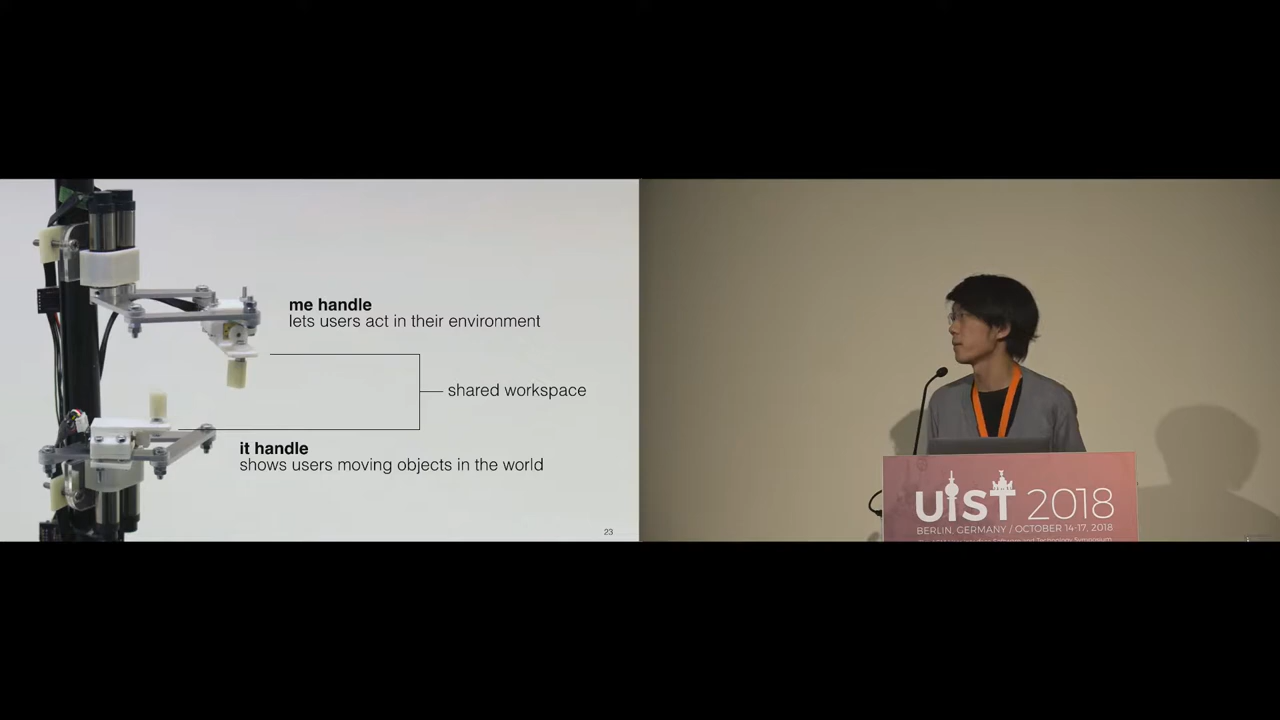 me handle
lets users act in their environment
shared workspace
it handle
shows users moving objects in the world
23
UIST 2018
BERLIN, GERMANY / OCTOBER 14-17, 2018